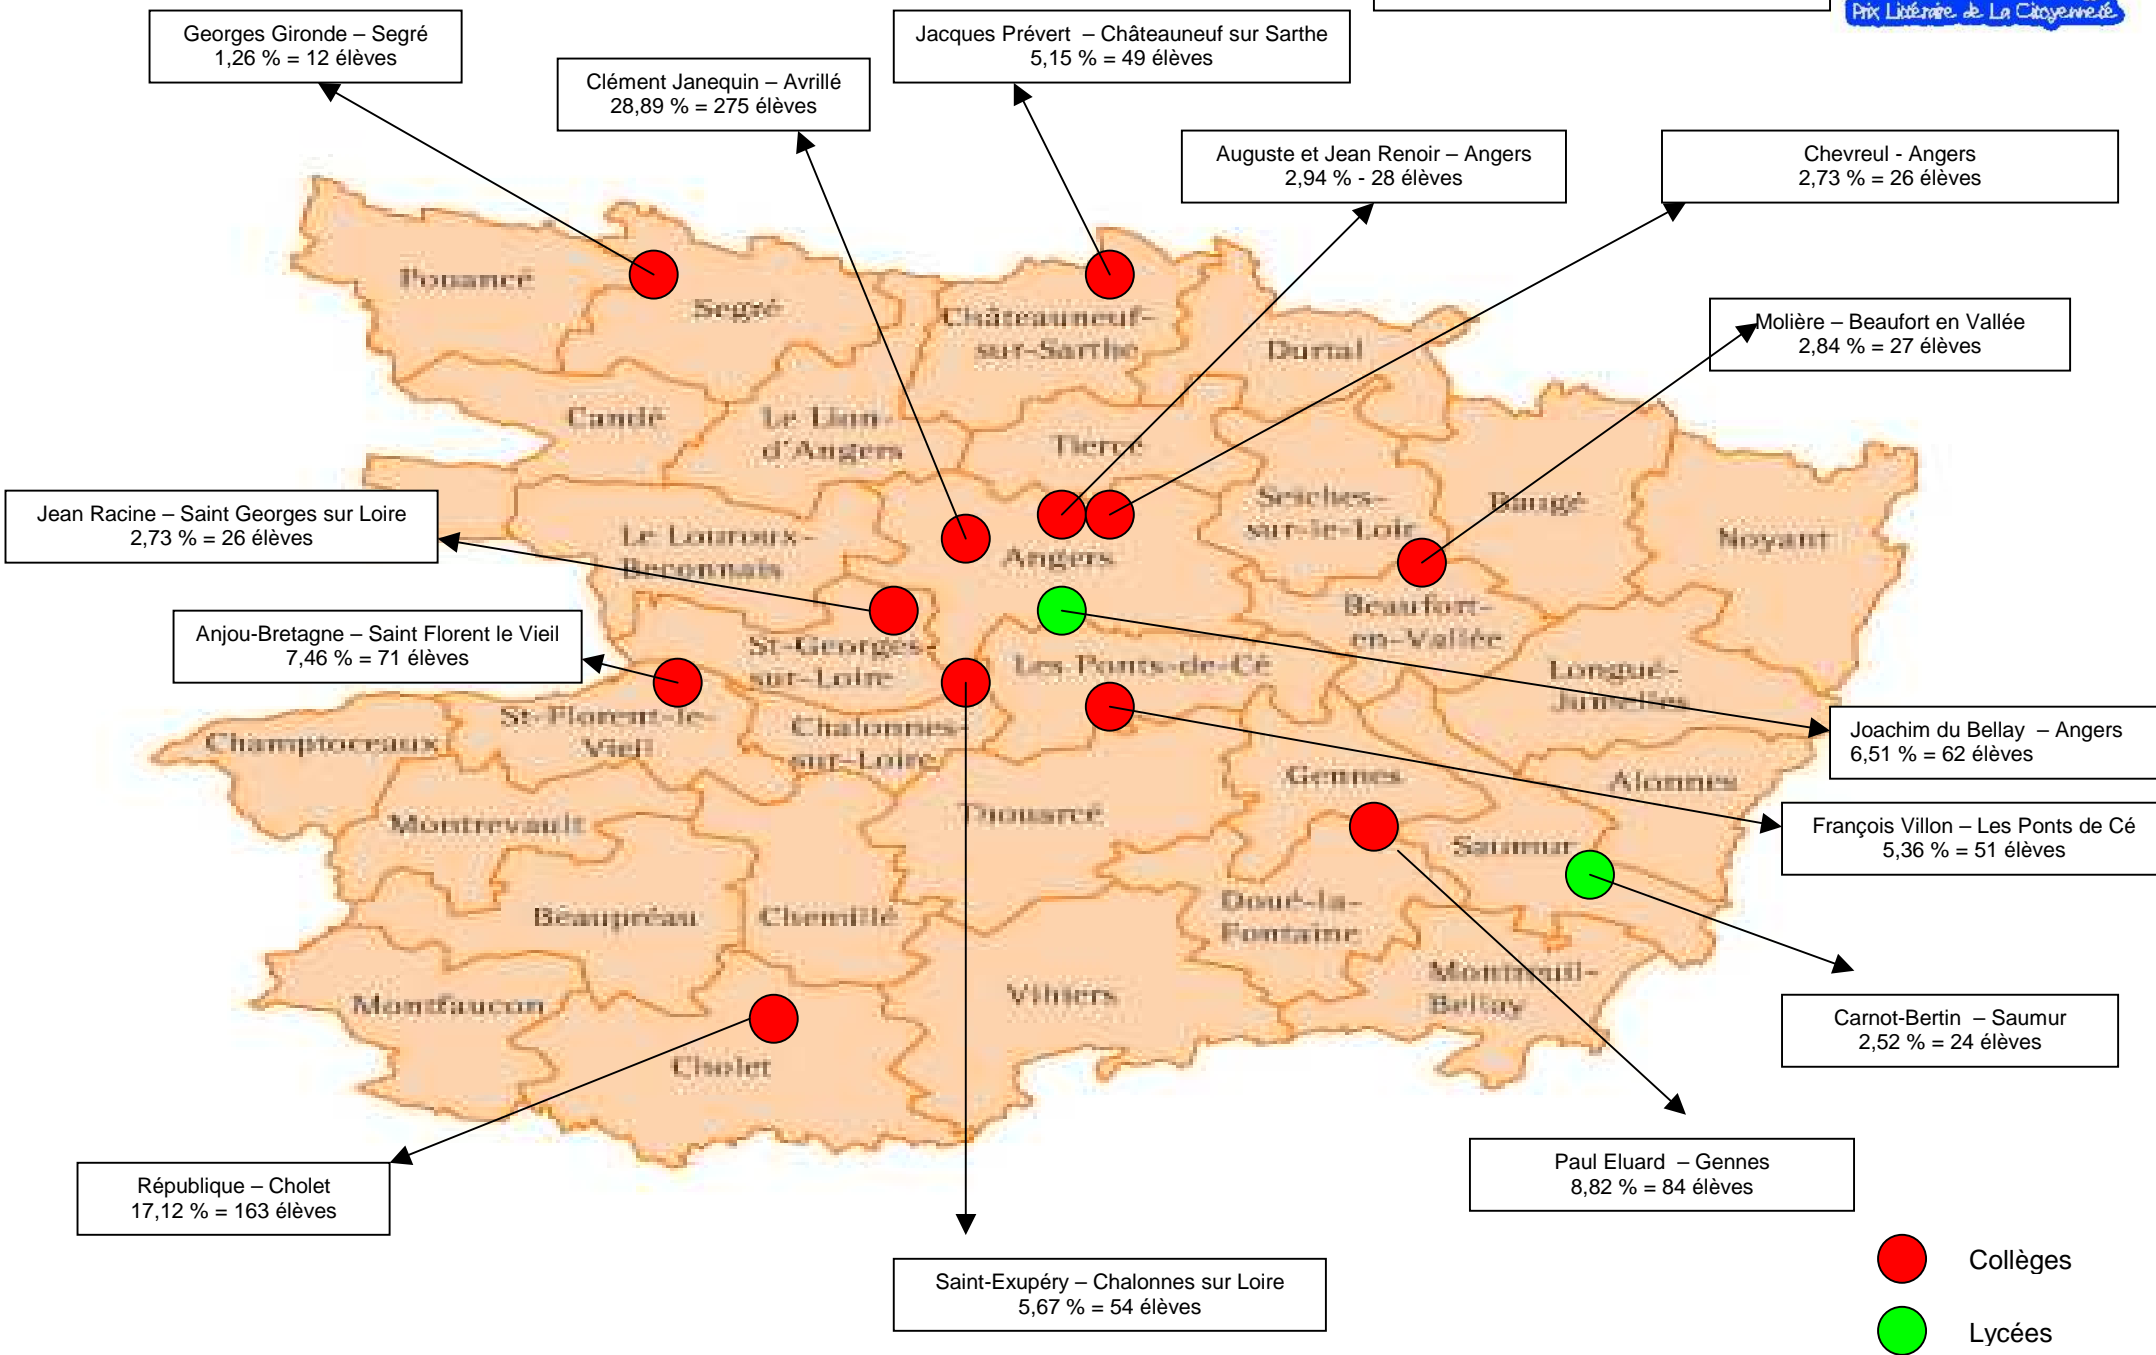 Prix Littéraire de La Citoyenneté
Georges Gironde – Segré
1,26 % = 12 élèves
Jacques Prévert – Châteauneuf sur Sarthe
5,15 % = 49 élèves
Clément Janequin – Avrillé
28,89 % = 275 élèves
Auguste et Jean Renoir – Angers
2,94 % - 28 élèves
Chevreul - Angers
2,73 % = 26 élèves
Molière – Beaufort en Vallée
2,84 % = 27 élèves
Jean Racine – Saint Georges sur Loire
2,73 % = 26 élèves
Anjou-Bretagne – Saint Florent le Vieil
7,46 % = 71 élèves
Joachim du Bellay – Angers
6,51 % = 62 élèves
François Villon – Les Ponts de Cé
5,36 % = 51 élèves
Carnot-Bertin – Saumur
2,52 % = 24 élèves
Paul Eluard – Gennes
8,82 % = 84 élèves
République – Cholet
17,12 % = 163 élèves
Saint-Exupéry – Chalonnes sur Loire
5,67 % = 54 élèves
Pouancé
Segré
Châteauneuf-
sur-Sarthe
Durtal
Candé
Le Lion-
d'Angers
Tiercé
Seiches-
sur-le-Loir
Baugé
Noyant
Le Louroux-
Beconnais
Angers
Beaufort-
en-Vallée
St-Georges-
sur-Loire
Les Ponts-de-Cé
Longué-
Jumelles
Champtoceaux
St-Florent-le-
Vieil
Chalonnes-
sur-Loire
Gennes
Alonnes
Montrevault
Thouarcé
Saumur
Beaupréau
Chemillé
Doué-la-
Fontaine
Montreuil-
Bellay
Montfaucon
Vihiers
Cholet
Collèges
Lycées